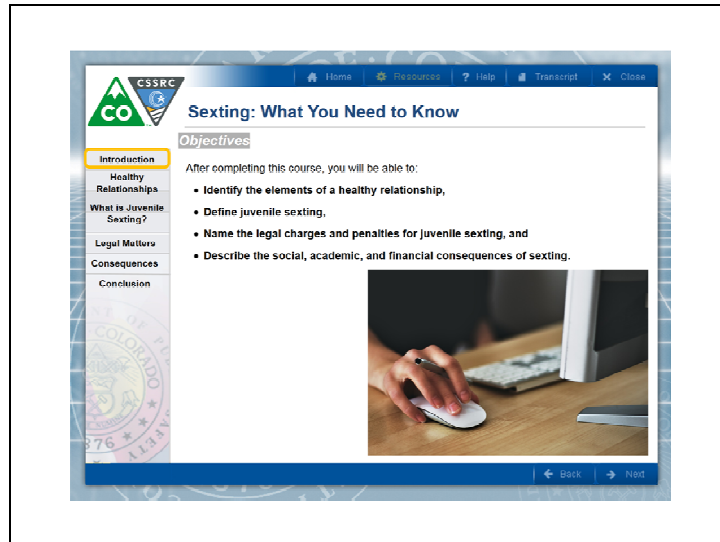 CSSRC
CO
Home
Resources
? Help
Transcript
X Close
Sexting: What You Need to Know
Objectives
Introduction
Healthy
Relationships
What is Juvenile
Sexting?
Legal Matters
Consequences
Conclusion
After completing this course, you will be able to:
• Identify the elements of a healthy relationship,
• Define juvenile sexting,
• Name the legal charges and penalties for juvenile sexting, and
• Describe the social, academic, and financial consequences of sexting.
COLORADO
SAFETY
1876
Back
Next